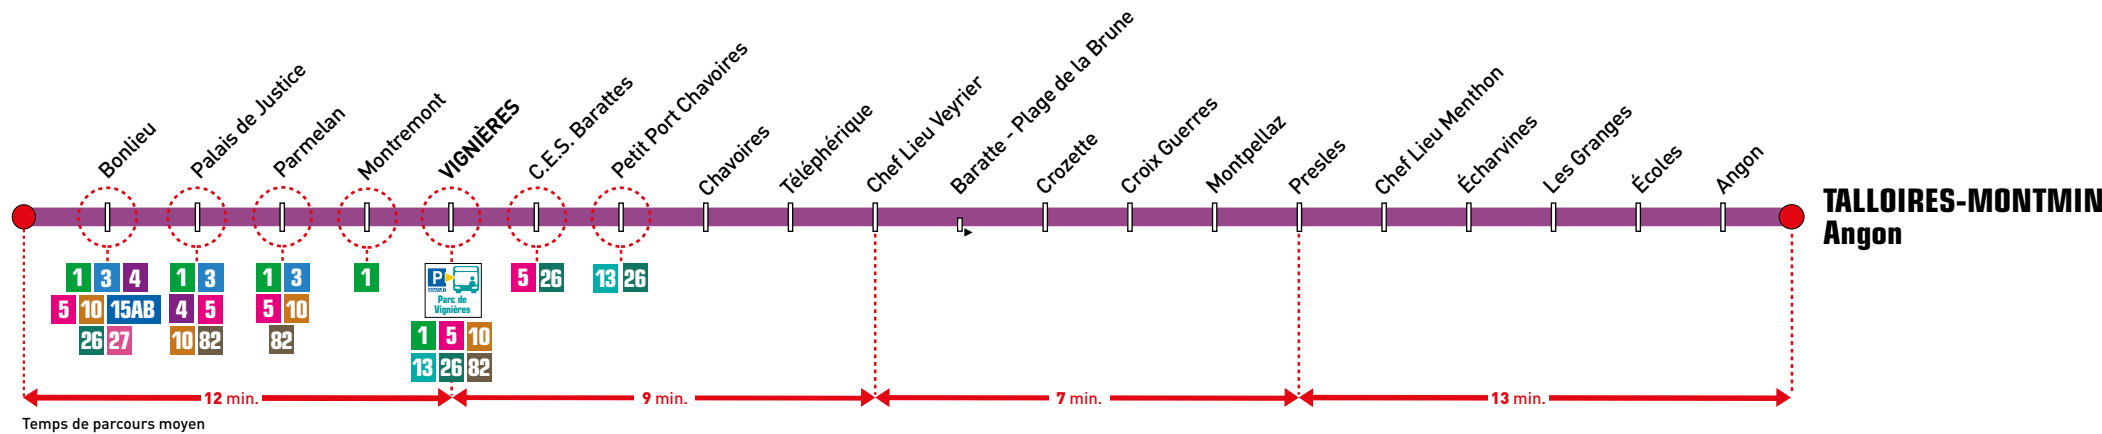 Bonlieu
Palais de Justice
Parmelan
Montremont
VIGNIÈRES
C.E.S. Barattes
Petit Port Chavoires
Chavoires
Téléphérique
Chef Lieu Veyrier
Baratte - Plage de la Brune
Crozette
Croix Guerres
Montpellaz
Presles
Chef Lieu Menthon
Écharvines
Les Granges
Écoles
Angon
TALLOIRES-MONTMIN
Angon
1 3 4
5 10 15AB
26 27
1 3
4 5
10 82
1 3
5 10
82
1
P
Parc de
Vignières
1 5 10
13 26 82
5 26
13 26
12 min.
9 min.
7 min.
13 min.
Temps de parcours moyen